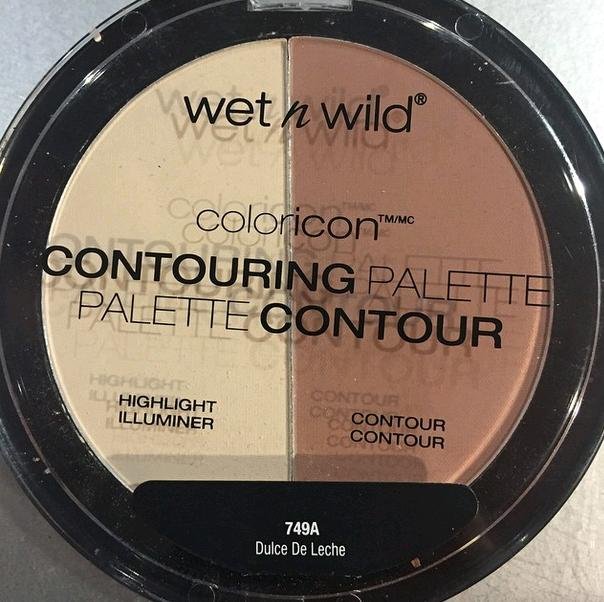 wet n wild®
coloricon™/MC
CONTOURING PALETTE
PALETTE CONTOUR
HIGHLIGHT
ILLUMINER
CONTOUR
CONTOUR
749A
Dulce De Leche